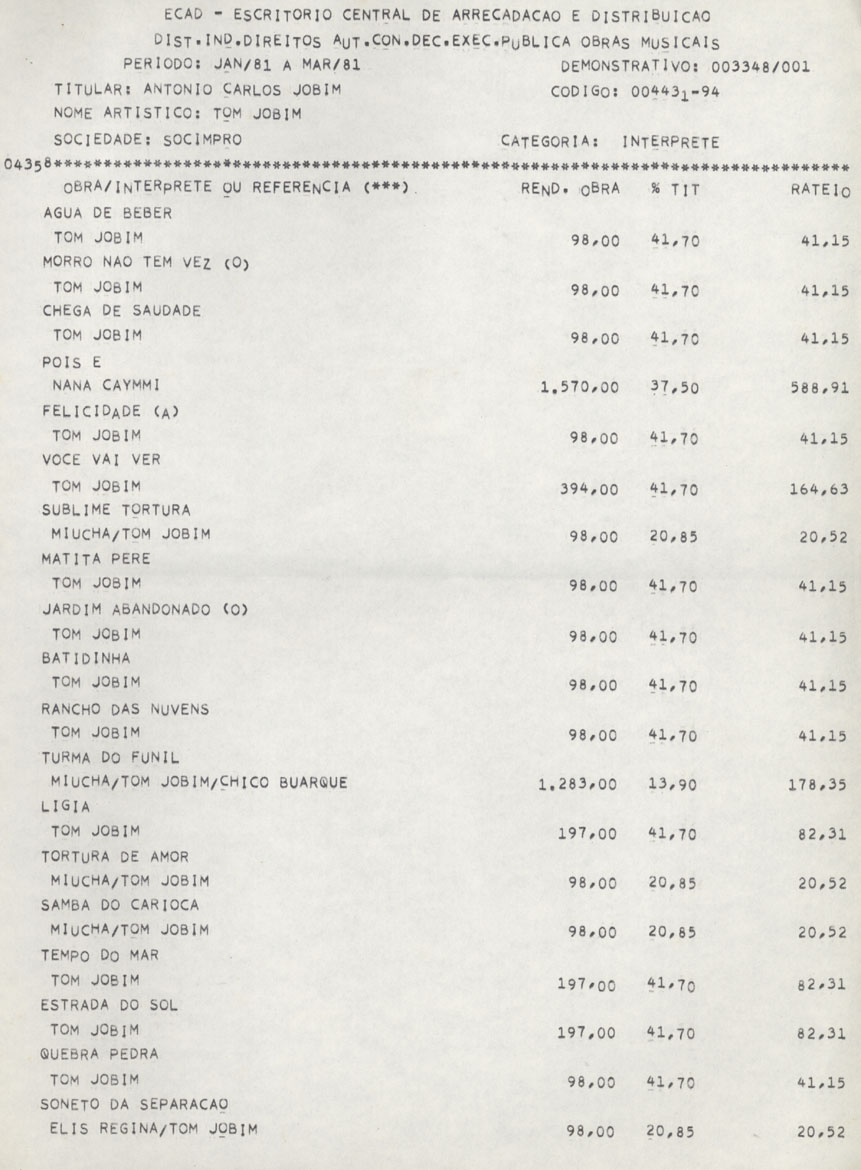 ECAD - ESCRITORIO CENTRAL DE ARRECADACAO E DISTRIBUICAO
DIST.IND.DIREITOS AUT.CON.DEC.EXEC.PUBLICA OBRAS MUSICAIS
PERIODO: JAN/81 A MAR/81 DEMONSTRATIVO: 003348/001
TITULAR: ANTONIO CARLOS JOBIM CODIGO: 004431-94
NOME ARTISTICO: TOM JOBIM
SOCIEDADE: SOCIMPRO CATEGORIA: INTERPRETE
04358********************************************************************************
OBRA/INTERPRETE OU REFERENCIA (***) REND. OBRA % TIT RATEIO
AGUA DE BEBER
TOM JOBIM 98,00 41,70 41,15
MORRO NAO TEM VEZ (O)
TOM JOBIM 98,00 41,70 41,15
CHEGA DE SAUDADE
TOM JOBIM 98,00 41,70 41,15
POIS E
NANA CAYMMI 1.570,00 37,50 588,91
FELICIDADE (A)
TOM JOBIM 98,00 41,70 41,15
VOCE VAI VER
TOM JOBIM 394,00 41,70 164,63
SUBLIME TORTURA
MIUCHA/TOM JOBIM 98,00 20,85 20,52
MATITA PERE
TOM JOBIM 98,00 41,70 41,15
JARDIM ABANDONADO (O)
TOM JOBIM 98,00 41,70 41,15
BATIDINHA
TOM JOBIM 98,00 41,70 41,15
RANCHO DAS NUVENS
TOM JOBIM 98,00 41,70 41,15
TURMA DO FUNIL
MIUCHA/TOM JOBIM/CHICO BUARQUE 1.283,00 13,90 178,35
LIGIA
TOM JOBIM 197,00 41,70 82,31
TORTURA DE AMOR
MIUCHA/TOM JOBIM 98,00 20,85 20,52
SAMBA DO CARIOCA
MIUCHA/TOM JOBIM 98,00 20,85 20,52
TEMPO DO MAR
TOM JOBIM 197,00 41,70 82,31
ESTRADA DO SOL
TOM JOBIM 197,00 41,70 82,31
QUEBRA PEDRA
TOM JOBIM 98,00 41,70 41,15
SONETO DA SEPARACAO
ELIS REGINA/TOM JOBIM 98,00 20,85 20,52